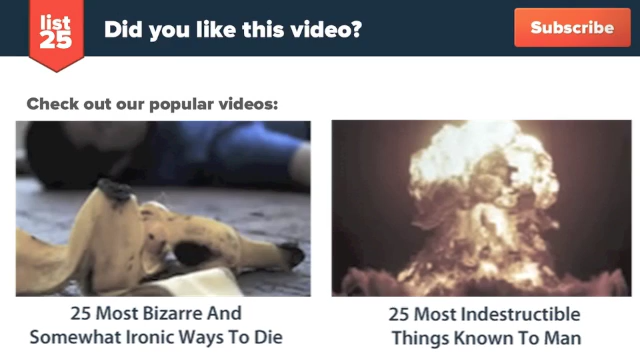 list
25
Did you like this video?
Subscribe
Check out our popular videos:
25 Most Bizarre And
Somewhat Ironic Ways To Die
25 Most Indestructible
Things Known To Man